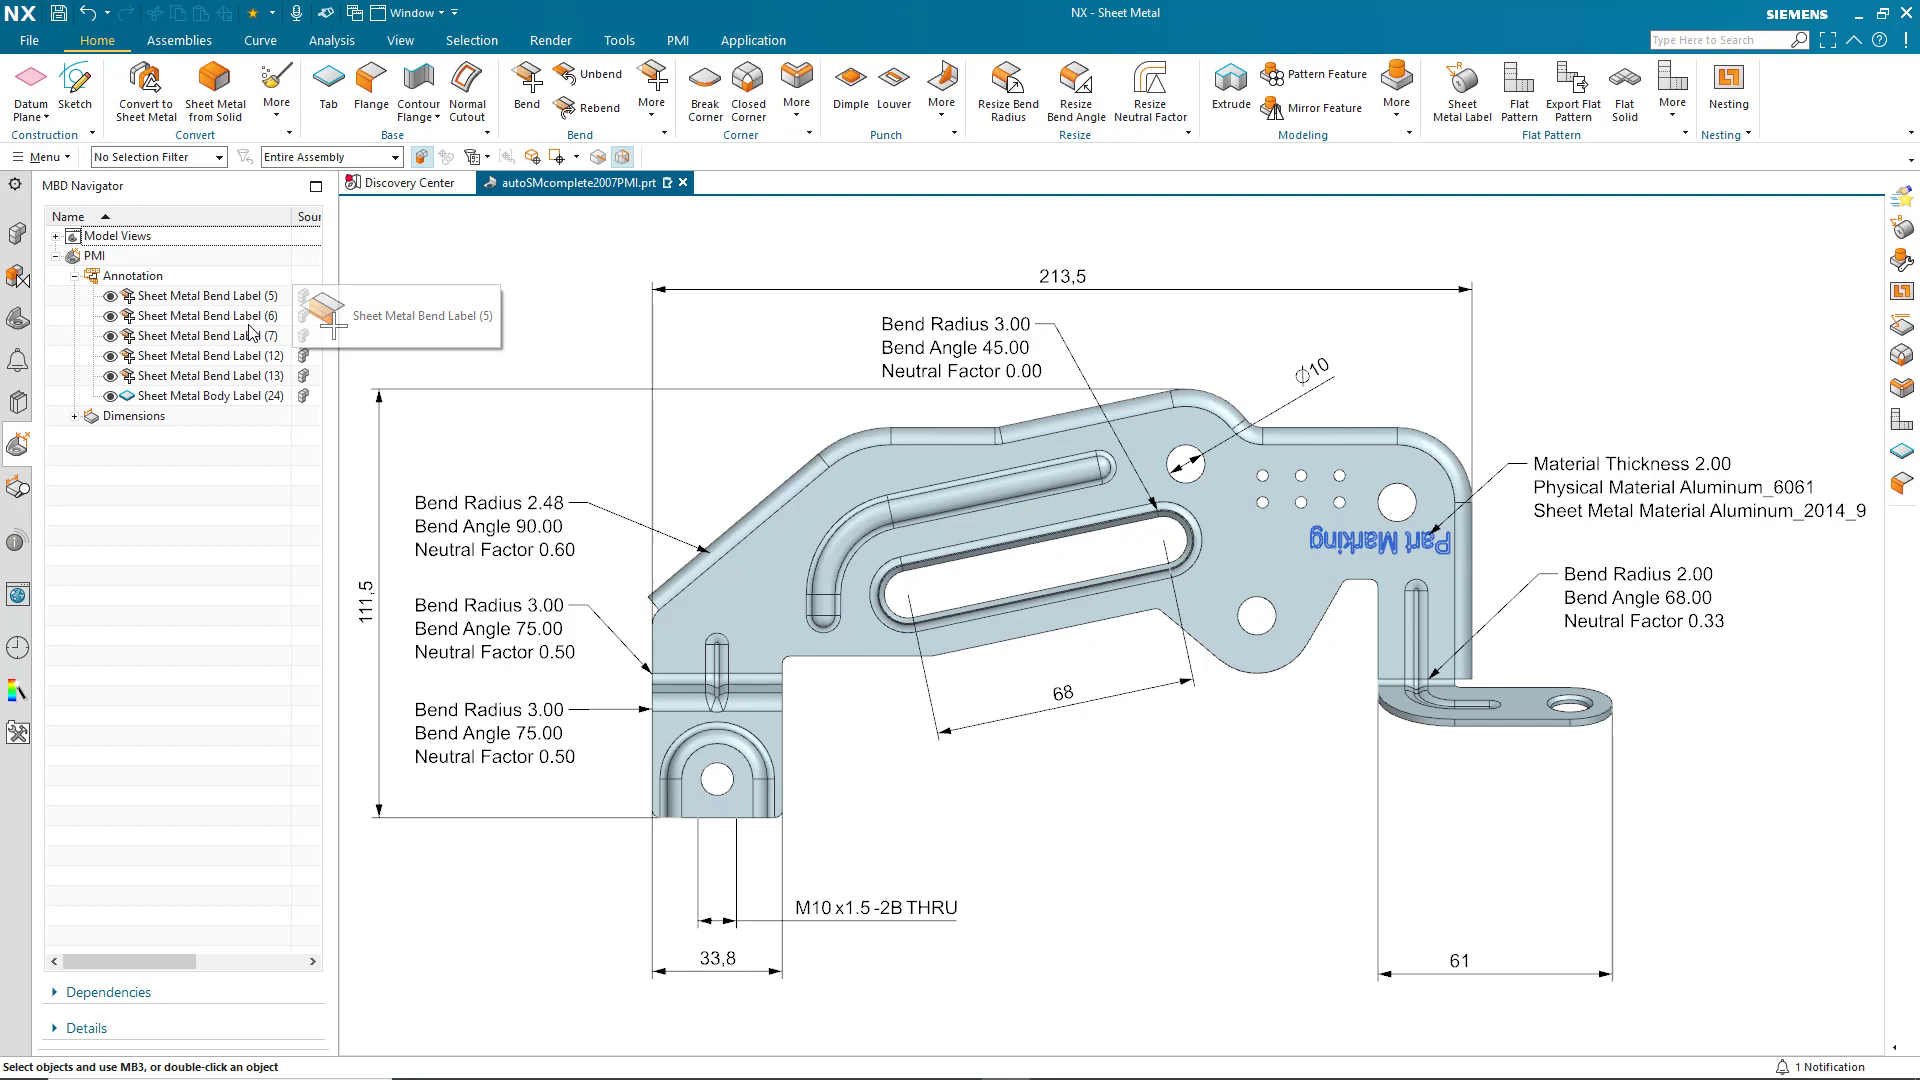 NX
Window
NX - Sheet Metal
SIEMENS
File
Home
Assemblies
Curve
Analysis
View
Selection
Render
Tools
PMI
Application
Type Here to Search
Datum Plane
Sketch
Construction
Convert to Sheet Metal
Sheet Metal from Solid
More
Convert
Tab
Flange
Contour Flange
Normal Cutout
Base
Bend
Unbend
Rebend
More
Bend
Break Corner
Closed Corner
More
Corner
Dimple
Louver
More
Punch
Resize Bend Radius
Resize Bend Angle
Resize Neutral Factor
Resize
Extrude
Pattern Feature
Mirror Feature
More
Modeling
Sheet Metal Label
Flat Pattern
Export Flat Pattern
Flat Solid
More
Flat Pattern
Nesting
Nesting
Menu
No Selection Filter
Entire Assembly
MBD Navigator
Discovery Center
autoSMcomplete2007PMI.prt
Name
Sour
Model Views
PMI
Annotation
Sheet Metal Bend Label (5)
Sheet Metal Bend Label (6)
Sheet Metal Bend Label (7)
Sheet Metal Bend Label (12)
Sheet Metal Bend Label (13)
Sheet Metal Body Label (24)
Dimensions
Sheet Metal Bend Label (5)
213,5
Bend Radius 3.00
Bend Angle 45.00
Neutral Factor 0.00
∅10
Material Thickness 2.00
Physical Material Aluminum_6061
Sheet Metal Material Aluminum_2014_9
Part Marking
Bend Radius 2.48
Bend Angle 90.00
Neutral Factor 0.60
111,5
Bend Radius 3.00
Bend Angle 75.00
Neutral Factor 0.50
Bend Radius 2.00
Bend Angle 68.00
Neutral Factor 0.33
68
Bend Radius 3.00
Bend Angle 75.00
Neutral Factor 0.50
M10 x1.5 -2B THRU
33,8
61
Dependencies
Details
Select objects and use MB3, or double-click an object
1 Notification